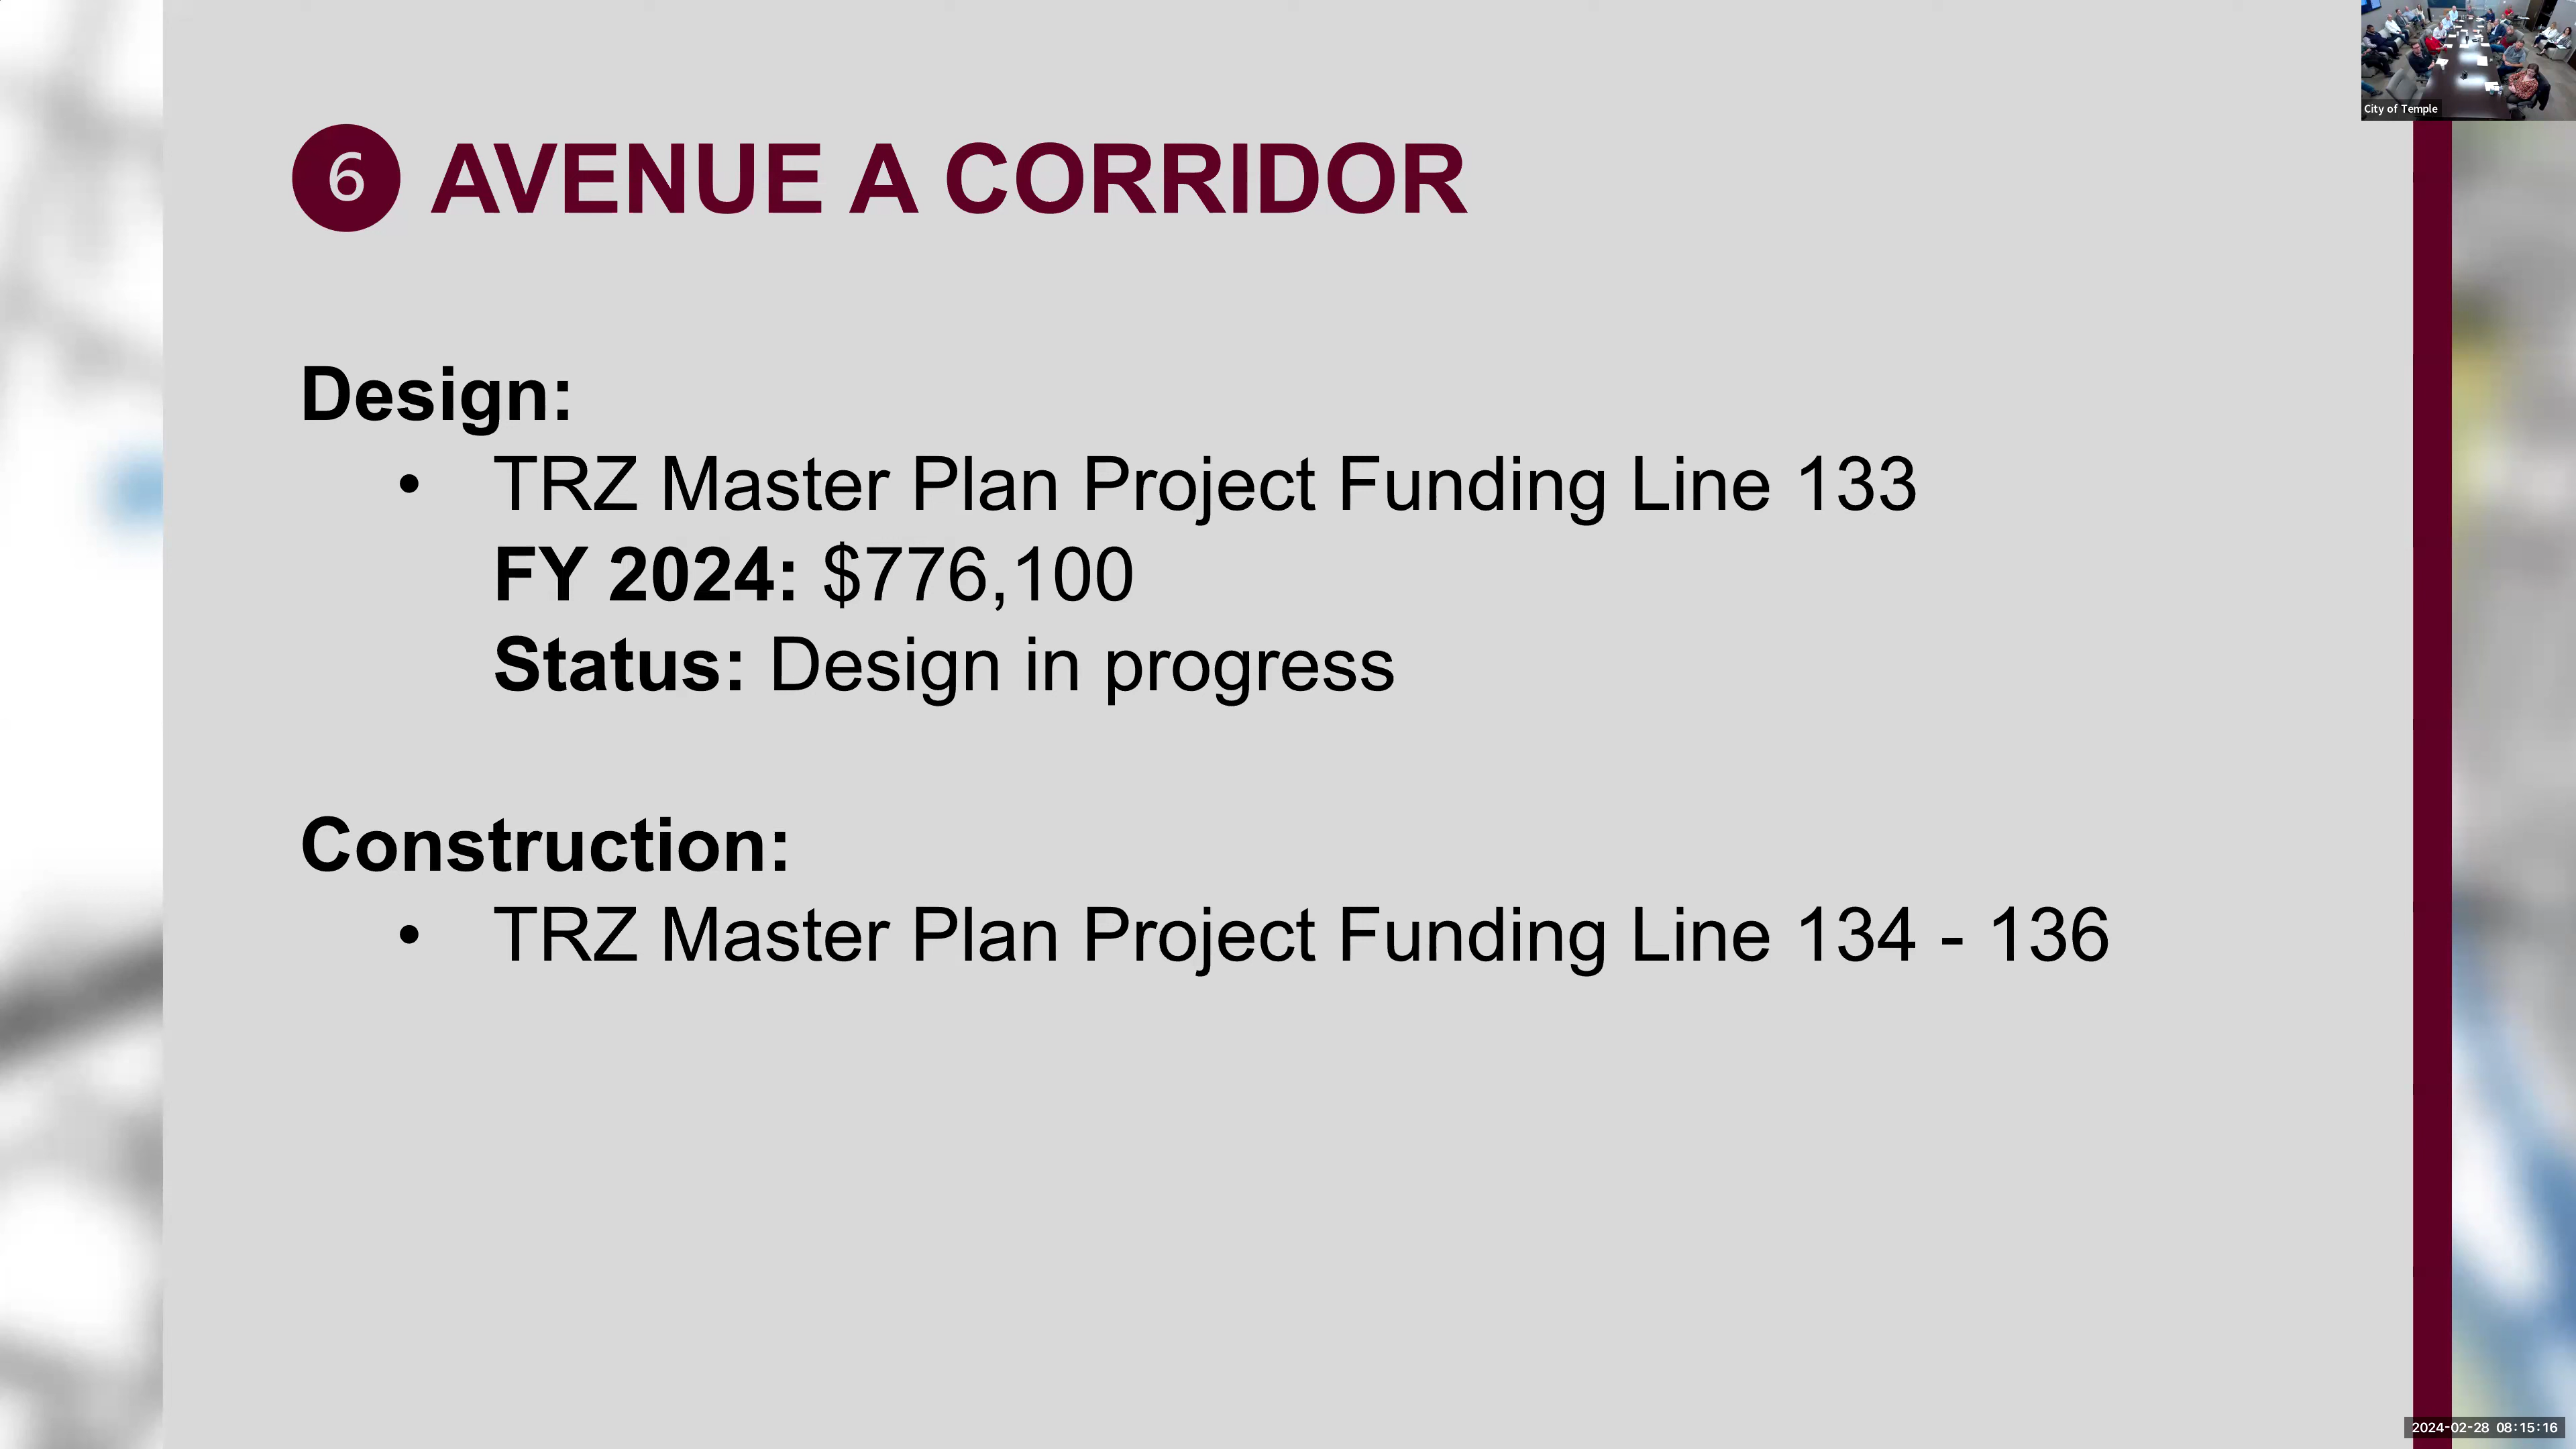 City of Temple
6 AVENUE A CORRIDOR
Design:
• TRZ Master Plan Project Funding Line 133
FY 2024: $776,100
Status: Design in progress
Construction:
• TRZ Master Plan Project Funding Line 134 - 136
2024-02-28 08:15:16